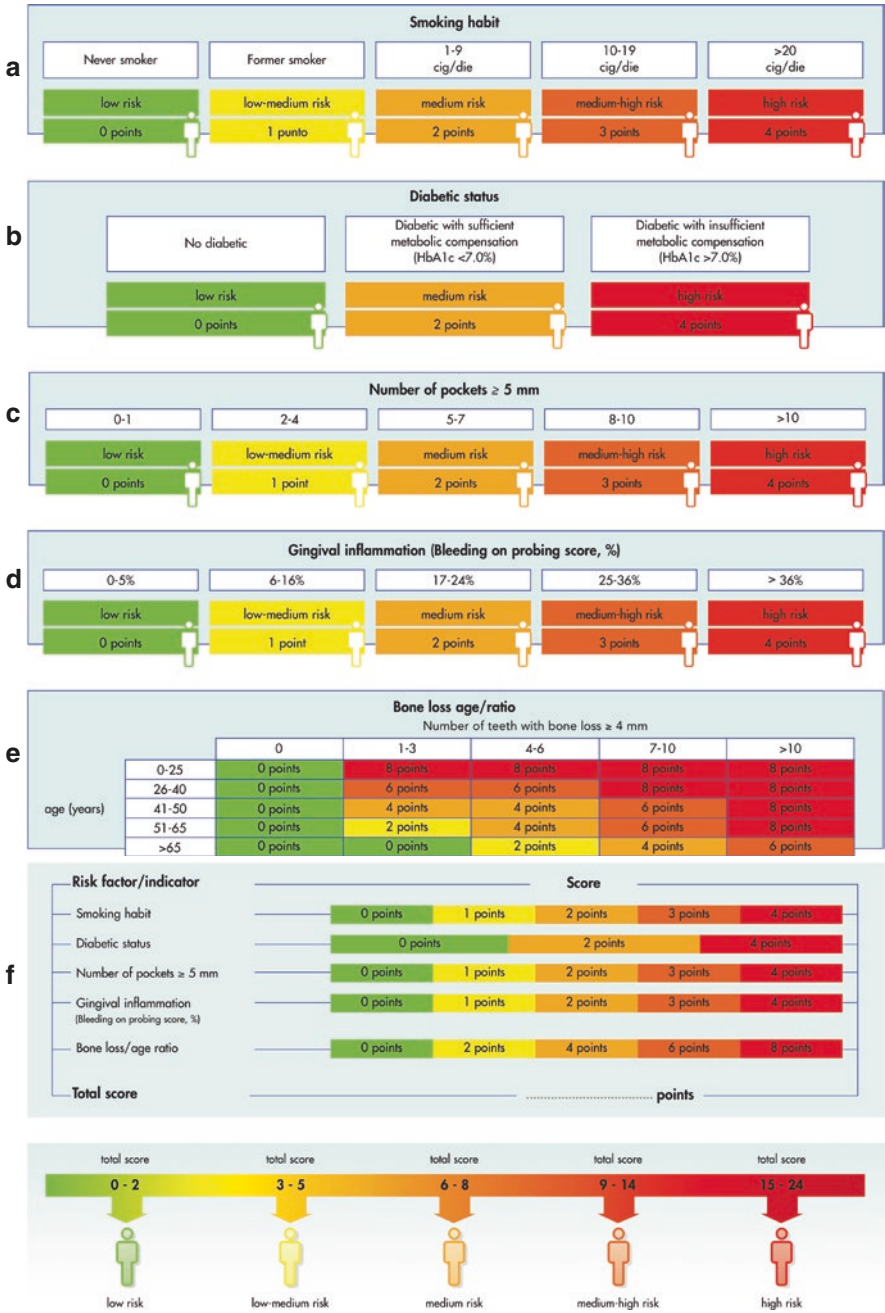 Smoking habit
a
Never smoker Former smoker 1-9 cig/die 10-19 cig/die >20 cig/die
low risk low-medium risk medium risk medium-high risk high risk
0 points 1 punto 2 points 3 points 4 points
Diabetic status
b
No diabetic Diabetic with sufficient metabolic compensation (HbA1c <7.0%) Diabetic with insufficient metabolic compensation (HbA1c >7.0%)
low risk medium risk high risk
0 points 2 points 4 points
c
Number of pockets ≥ 5 mm
0-1 2-4 5-7 8-10 >10
low risk low-medium risk medium risk medium-high risk high risk
0 points 1 point 2 points 3 points 4 points
d
Gingival inflammation (Bleeding on probing score, %)
0-5% 6-16% 17-24% 25-36% > 36%
low risk low-medium risk medium risk medium-high risk high risk
0 points 1 point 2 points 3 points 4 points
Bone loss age/ratio
Number of teeth with bone loss ≥ 4 mm
e
0 1-3 4-6 7-10 >10
0-25 0 points 8 points 8 points 8 points 8 points
26-40 0 points 6 points 6 points 8 points 8 points
age (years)
41-50 0 points 4 points 4 points 6 points 8 points
51-65 0 points 2 points 4 points 6 points 8 points
>65 0 points 0 points 2 points 4 points 6 points
Risk factor/indicator Score
Smoking habit 0 points 1 points 2 points 3 points 4 points
Diabetic status 0 points 2 points 4 points
f
Number of pockets ≥ 5 mm 0 points 1 points 2 points 3 points 4 points
Gingival inflammation 0 points 1 points 2 points 3 points 4 points
(Bleeding on probing score, %)
Bone loss/age ratio 0 points 2 points 4 points 6 points 8 points
Total score ........................ points
total score total score total score total score total score
0 - 2 3 - 5 6 - 8 9 - 14 15 - 24
low risk low-medium risk medium risk medium-high risk high risk